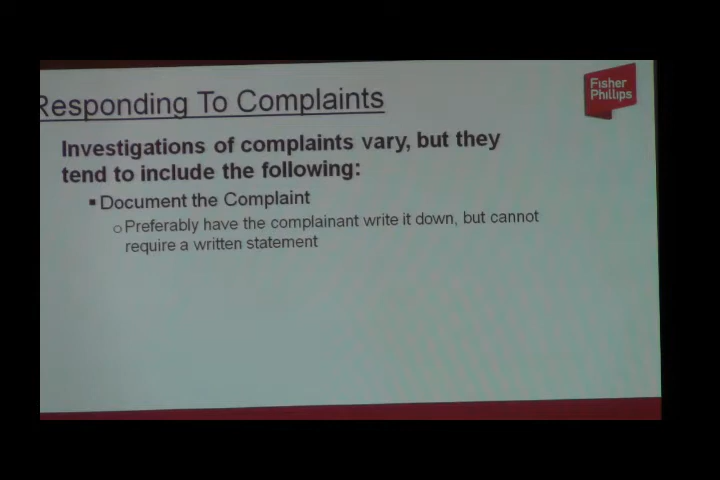 Responding To Complaints
Fisher
Phillips
Investigations of complaints vary, but they
tend to include the following:
▪ Document the Complaint
o Preferably have the complainant write it down, but cannot
require a written statement